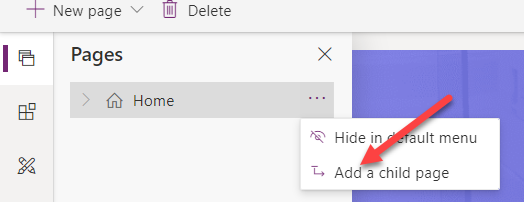 New page Delete
Pages
Home
Hide in default menu
Add a child page